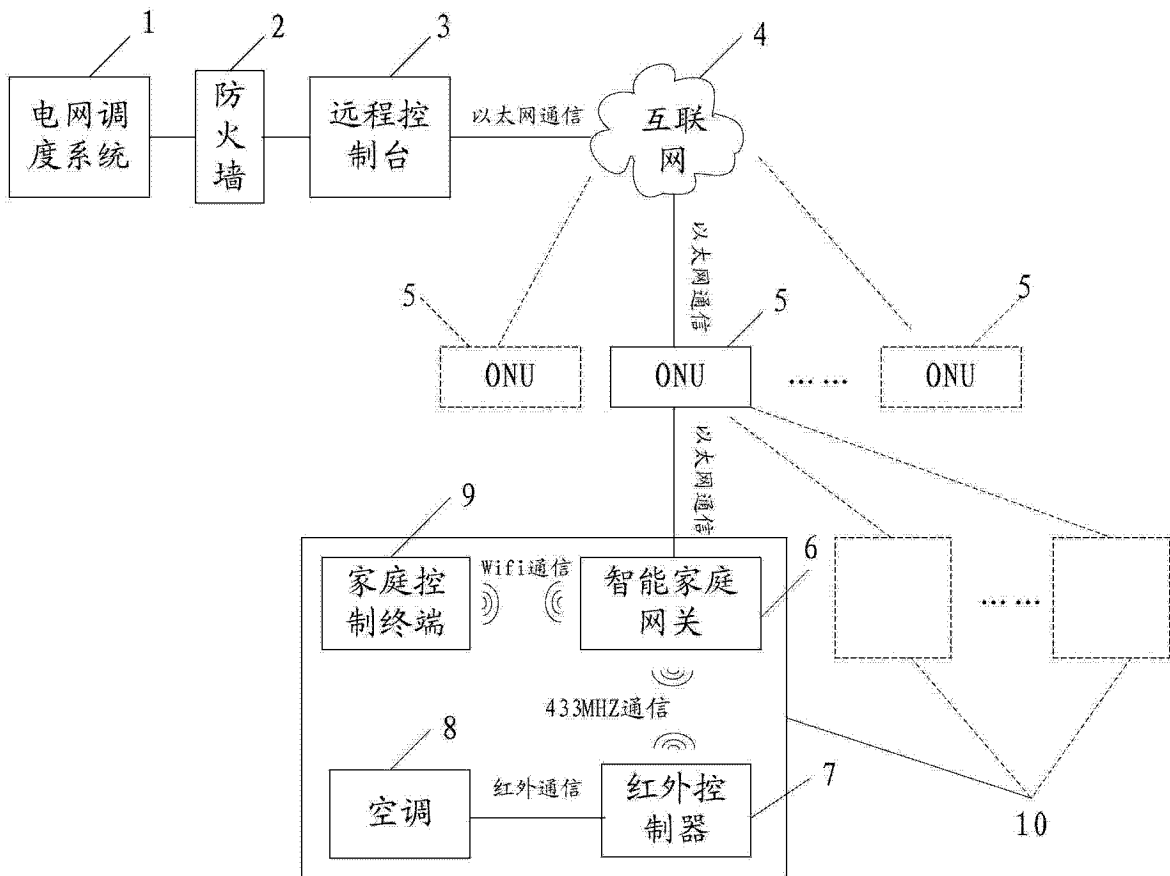 1
2
3
4
电网调
度系统
防
火
墙
远程控
制台
以太网通信
互联
网
以太网通信
5
5
5
ONU
ONU
……
ONU
以太网通信
9
6
家庭控
制终端
Wifi通信
智能家庭
网关
……
433MHZ通信
8
7
空调
红外通信
红外控
制器
10